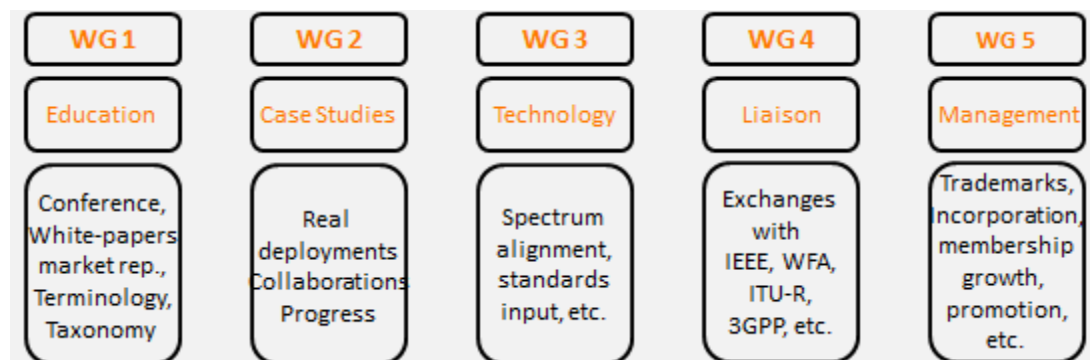 WG 1
Education
Conference,
White-papers
market rep.,
Terminology,
Taxonomy
WG 2
Case Studies
Real
deployments
Collaborations
Progress
WG 3
Technology
Spectrum
alignment,
standards
input, etc.
WG 4
Liaison
Exchanges
with
IEEE, WFA,
ITU-R,
3GPP, etc.
WG 5
Management
Trademarks,
Incorporation,
membership
growth,
promotion,
etc.